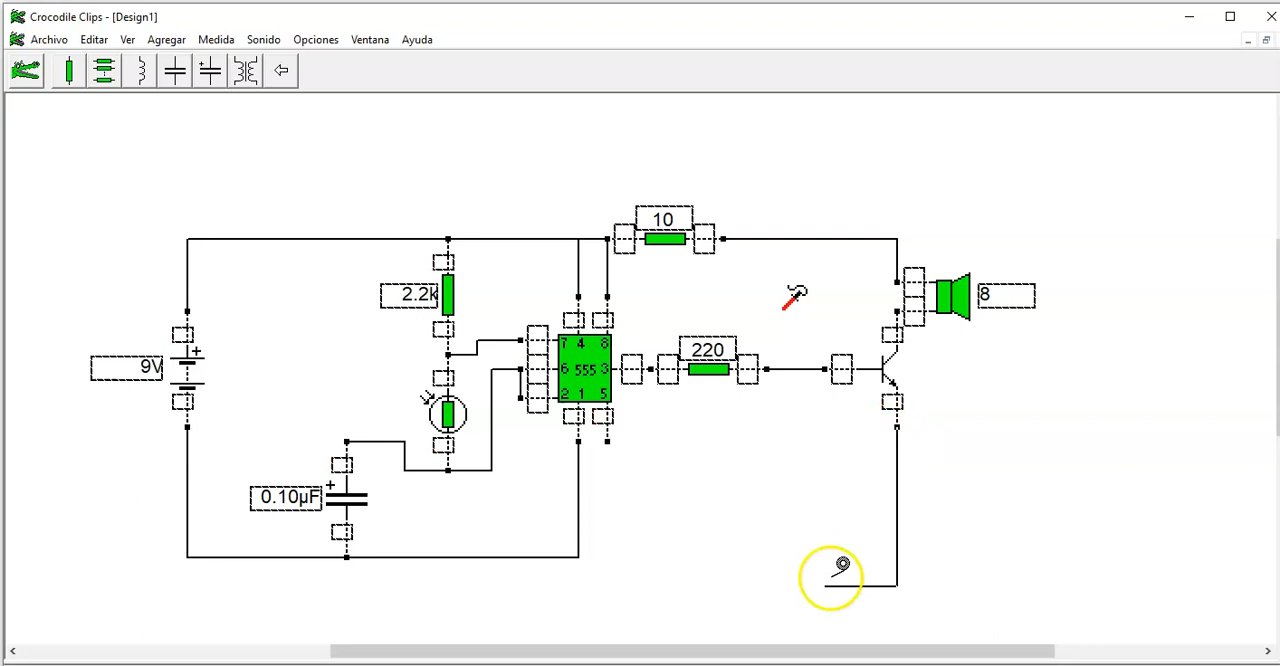 Crocodile Clips - [Design1]
Archivo Editar Ver Agregar Medida Sonido Opciones Ventana Ayuda
10
2.2k
8
7 4 8
220
9V
+
6 555 3
2 1 5
+
0.10µF